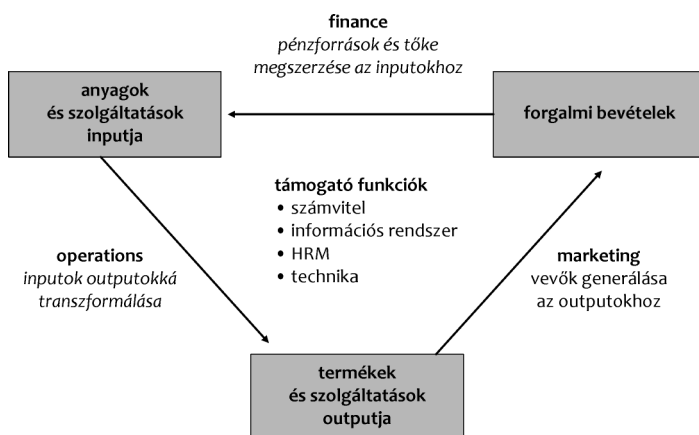 finance
pénzforrások és tőke
megszerzése az inputokhoz
anyagok
és szolgáltatások
inputja
forgalmi bevételek
támogató funkciók
• számvitel
• információs rendszer
• HRM
• technika
operations
inputok outputokká
transzformálása
marketing
vevők generálása
az outputokhoz
termékek
és szolgáltatások
outputja